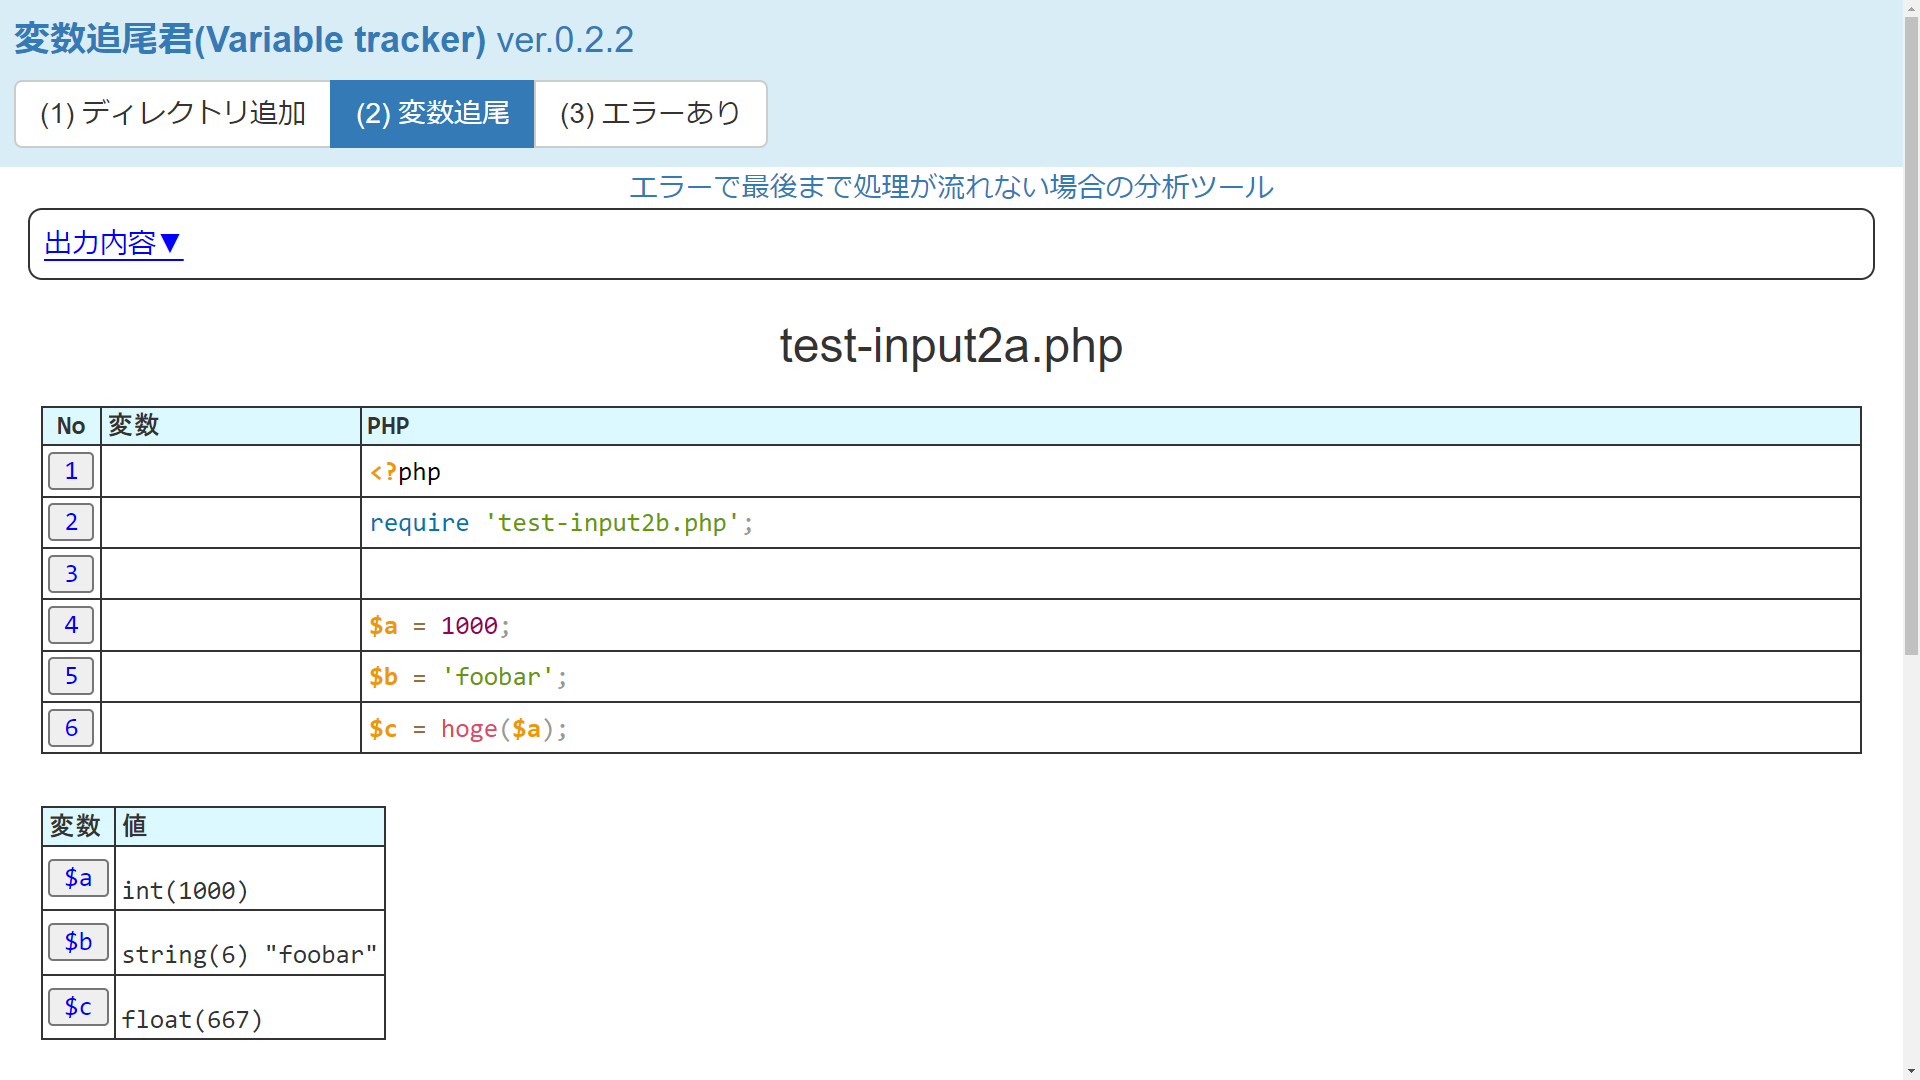 変数追尾君(Variable tracker) ver.0.2.2
(1) ディレクトリ追加 (2) 変数追尾 (3) エラーあり
エラーで最後まで処理が流れない場合の分析ツール
出力内容▼
test-input2a.php
No 変数 PHP
1 <?php
2 require 'test-input2b.php';
3
4 $a = 1000;
5 $b = 'foobar';
6 $c = hoge($a);
変数 値
$a int(1000)
$b string(6) "foobar"
$c float(667)